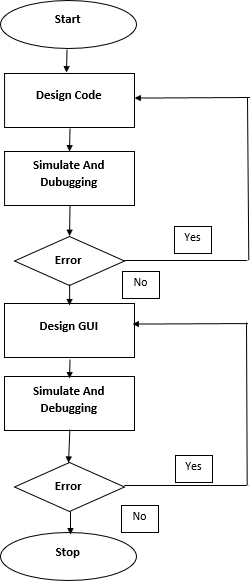 Start
Design Code
Simulate And
Dubugging
Error
Yes
No
Design GUI
Simulate And
Debugging
Error
Yes
No
Stop